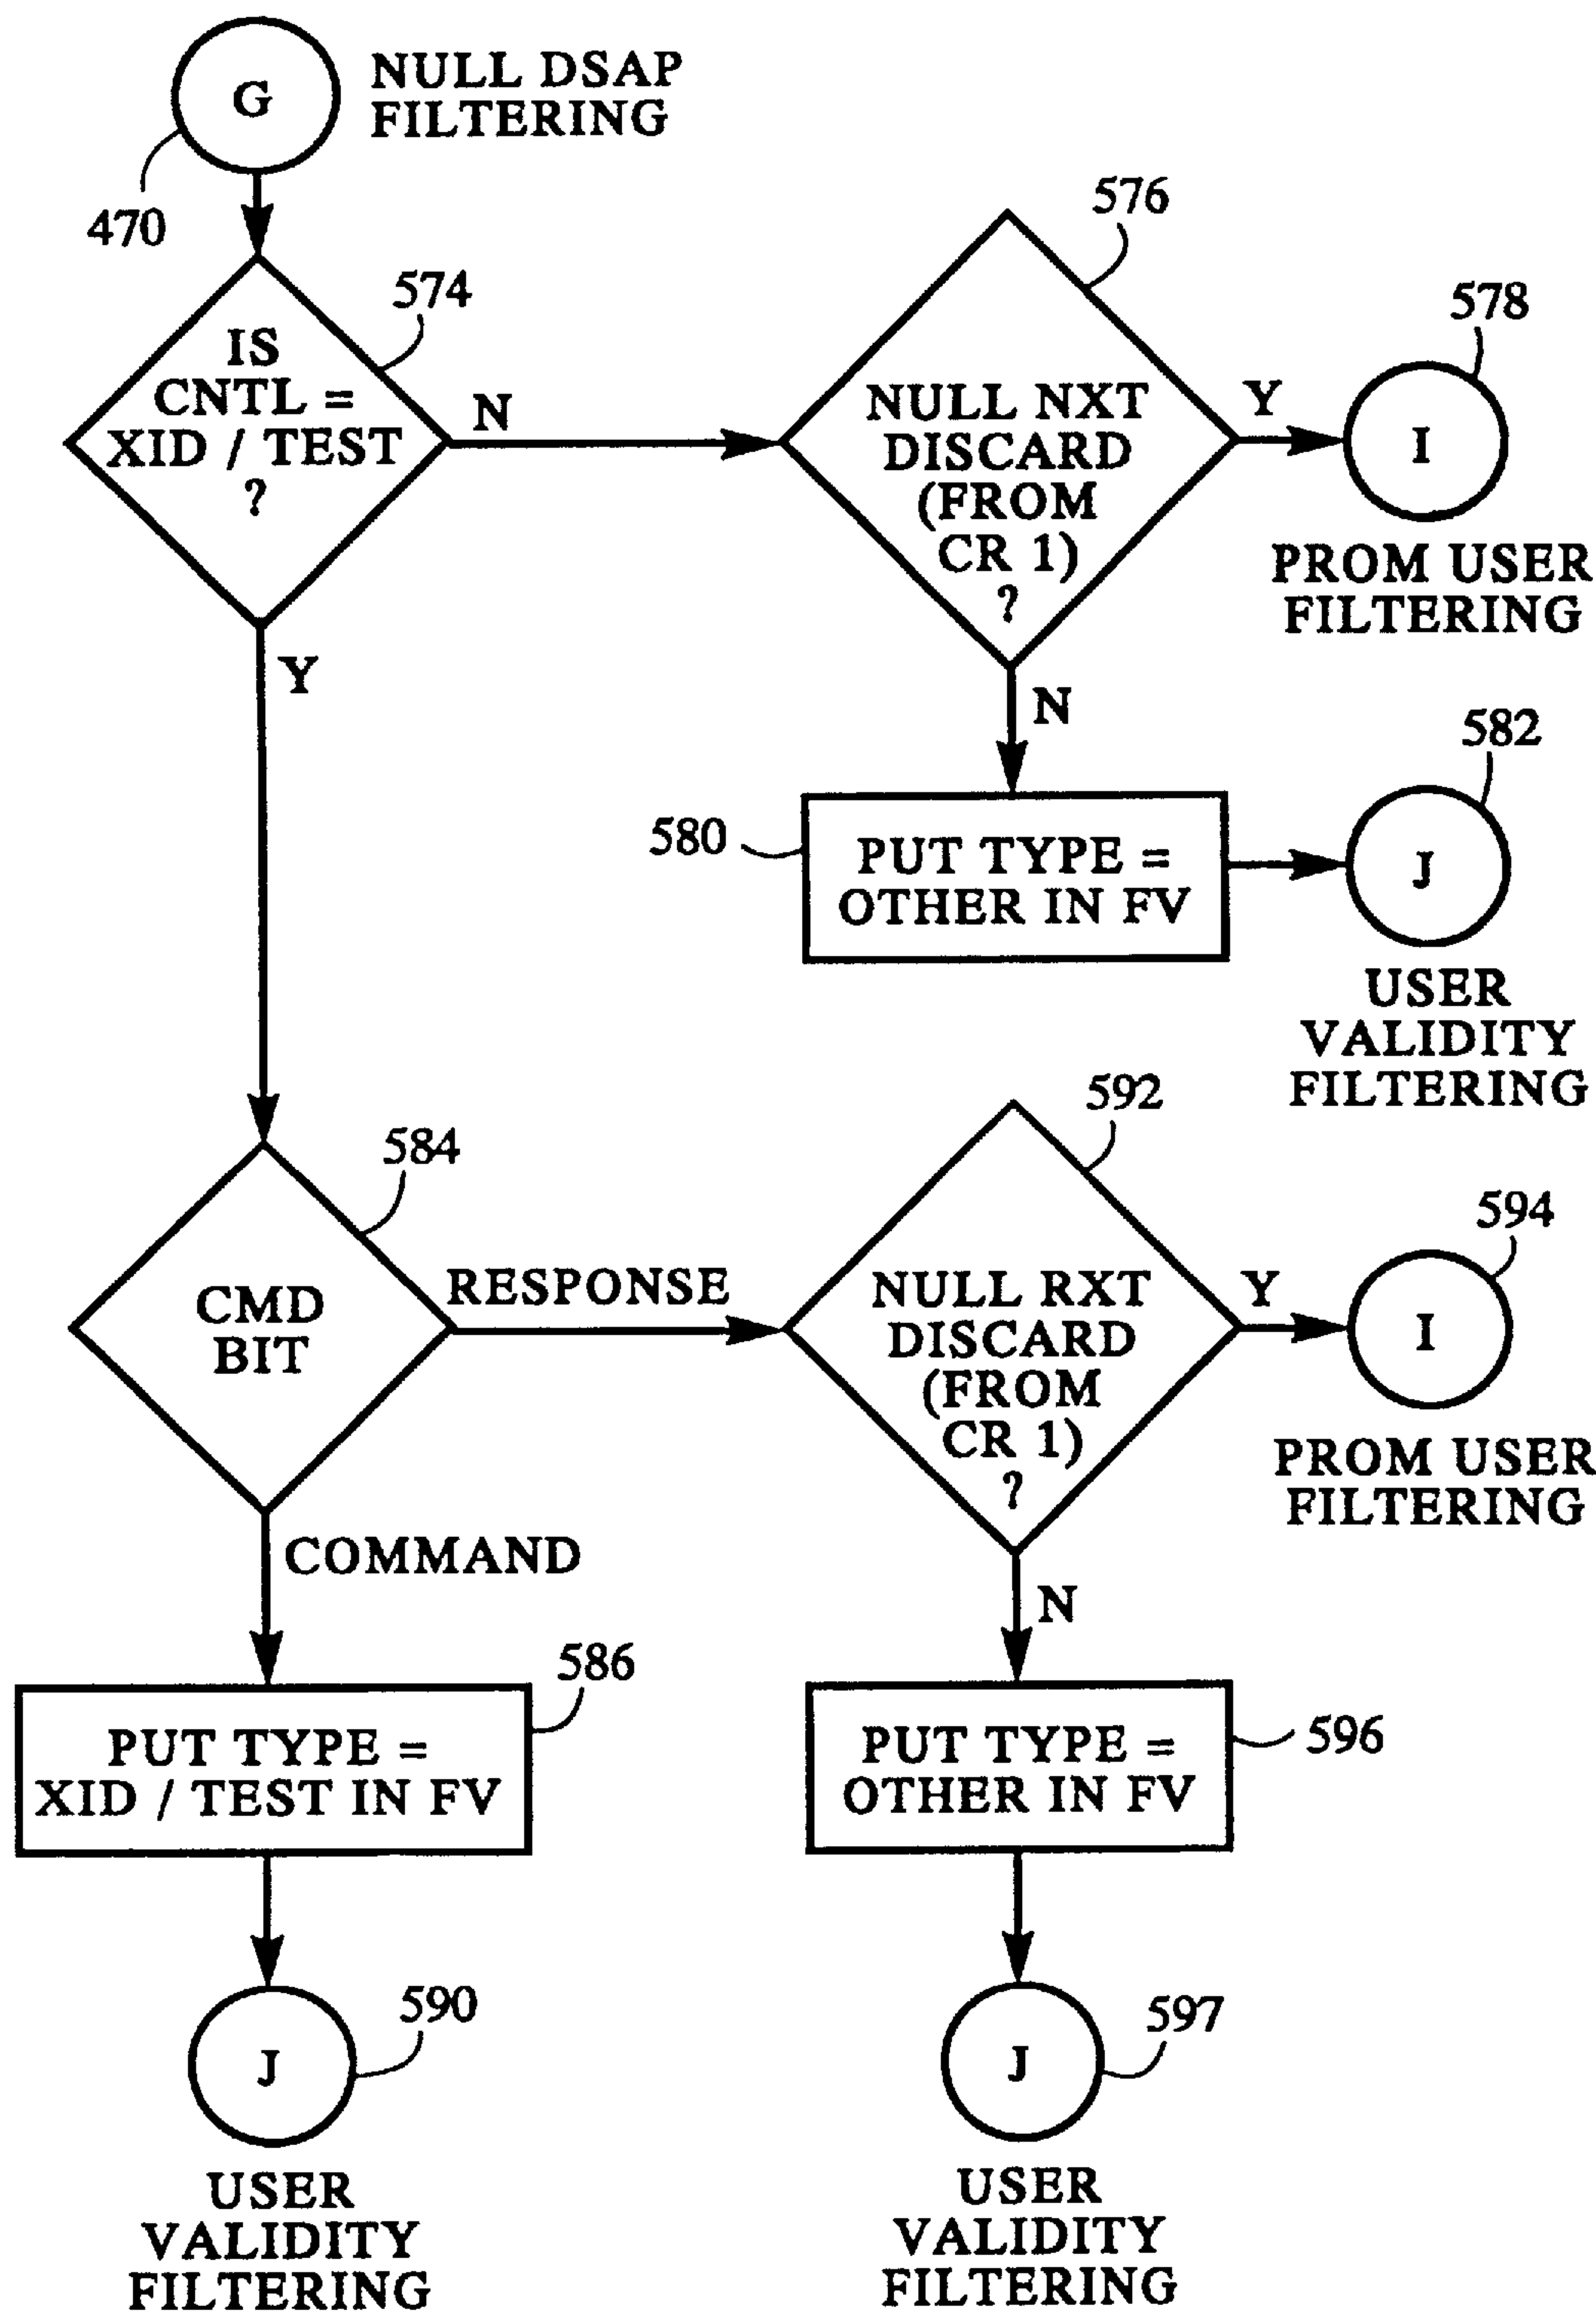 G
NULL DSAP
FILTERING
470
574
IS
CNTL =
XID / TEST
?
N
576
NULL NXT
DISCARD
(FROM
CR 1)
?
Y
578
I
PROM USER
FILTERING
Y
N
580
PUT TYPE =
OTHER IN FV
582
J
USER
VALIDITY
FILTERING
584
CMD
BIT
RESPONSE
592
NULL RXT
DISCARD
(FROM
CR 1)
?
Y
594
I
PROM USER
FILTERING
COMMAND
N
586
PUT TYPE =
XID / TEST IN FV
596
PUT TYPE =
OTHER IN FV
590
J
USER
VALIDITY
FILTERING
597
J
USER
VALIDITY
FILTERING